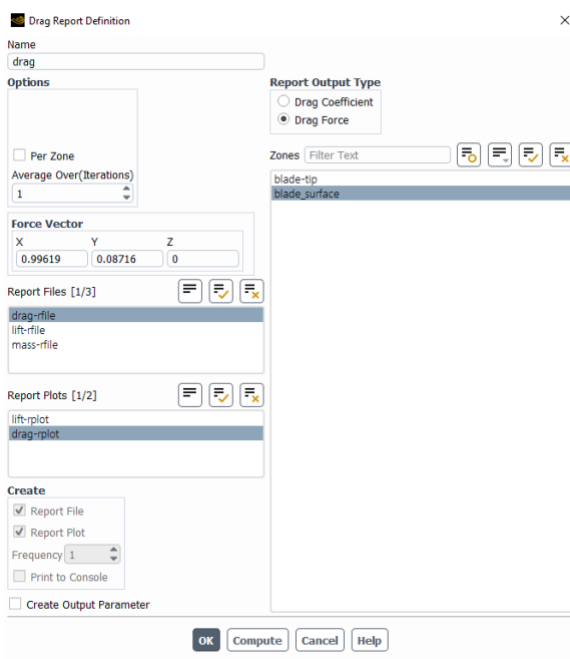 Drag Report Definition
Name
drag
Options
Per Zone
Average Over(Iterations)
1
Force Vector
X Y Z
0.99619 0.08716 0
Report Files [1/3]
drag-rfile
lift-rfile
mass-rfile
Report Plots [1/2]
lift-rplot
drag-rplot
Create
Report File
Report Plot
Frequency 1
Print to Console
Create Output Parameter
Report Output Type
Drag Coefficient
Drag Force
Zones Filter Text
blade-tip
blade_surface
OK Compute Cancel Help